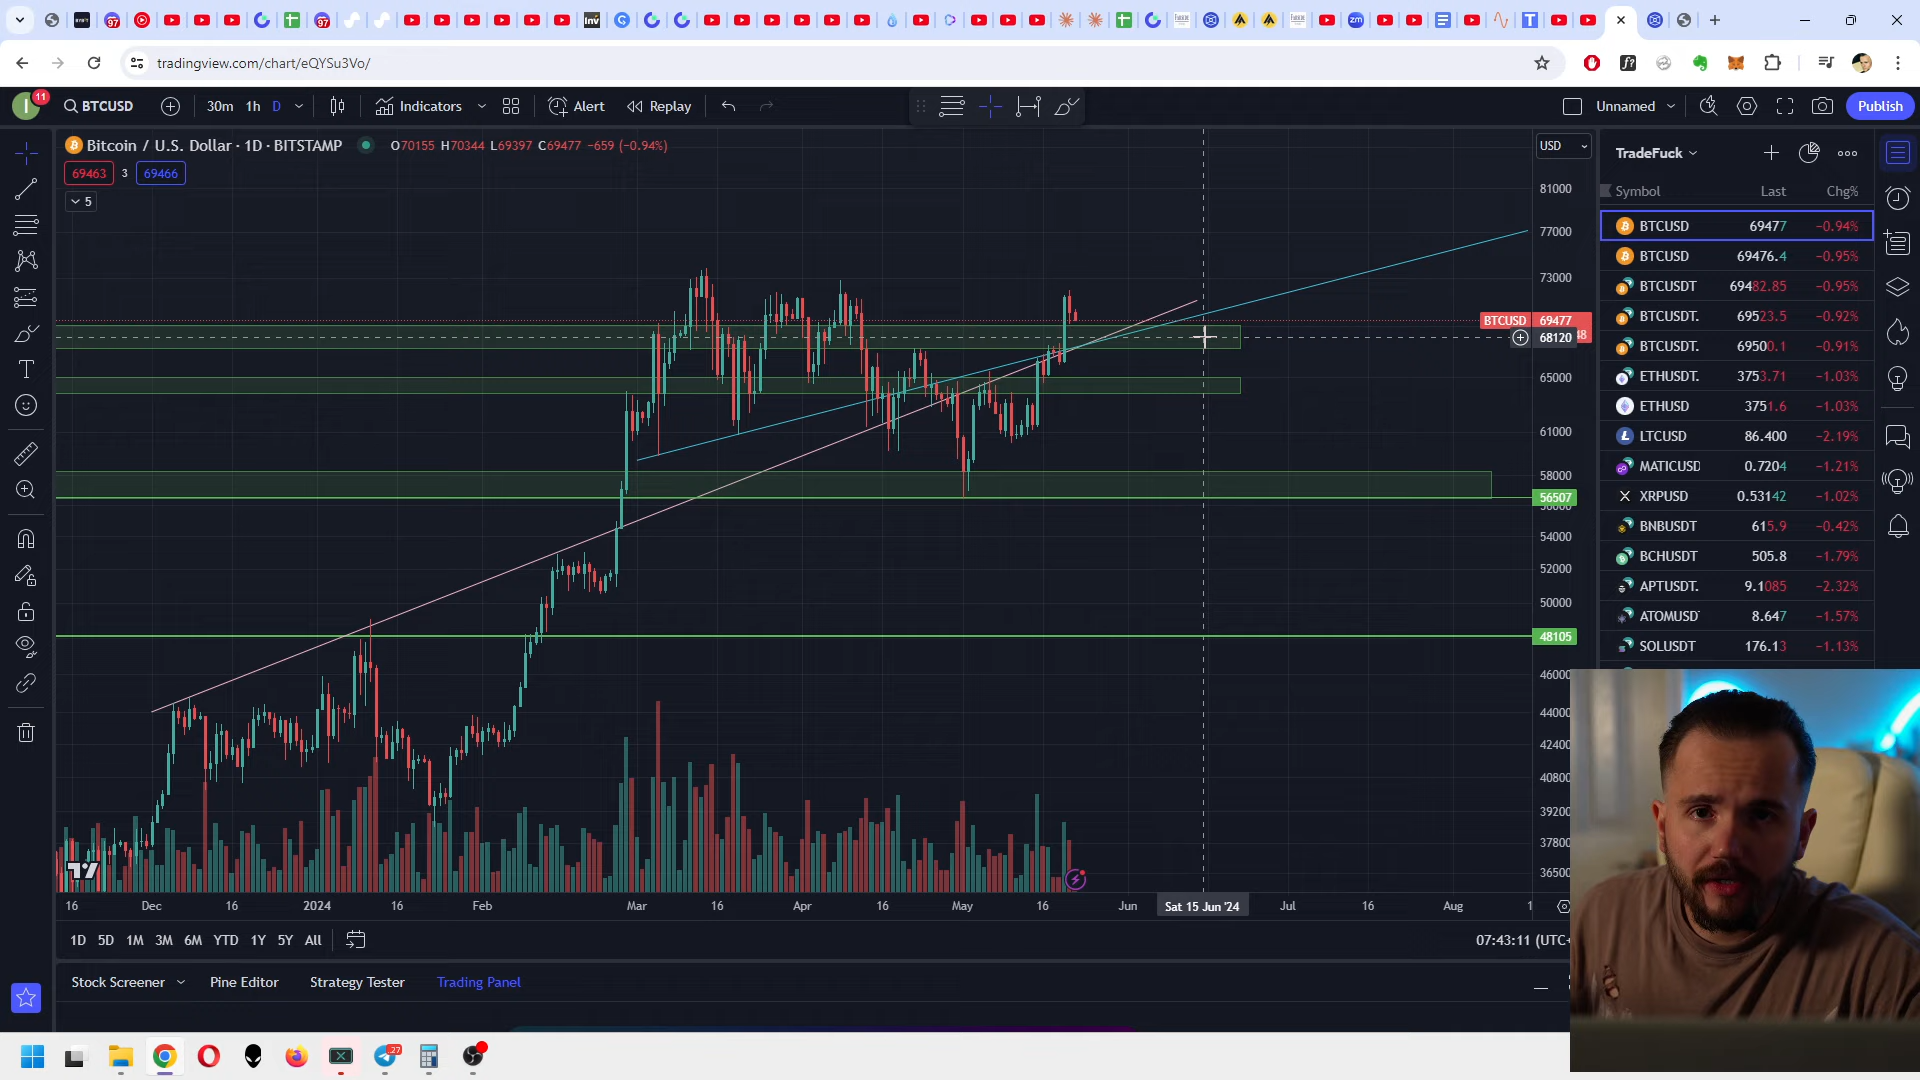 tradingview.com/chart/eQYSu3Vo/
11
BTCUSD
30m
1h
D
Indicators
Alert
Replay
Unnamed
Publish
Bitcoin / U.S. Dollar · 1D · BITSTAMP
O70155 H70344 L69397 C69477 −659 (−0.94%)
69463
3
69466
5
USD
81000
77000
73000
BTCUSD 69477
68120
65000
61000
58000
56507
54000
52000
50000
48105
46000
44000
42400
40800
39200
37800
36500
16
Dec
16
2024
16
Feb
Mar
16
Apr
16
May
16
Jun
Sat 15 Jun '24
Jul
16
Aug
1D
5D
1M
3M
6M
YTD
1Y
5Y
All
07:43:11 (UTC+
Stock Screener
Pine Editor
Strategy Tester
Trading Panel
TradeFuck
Symbol Last Chg%
BTCUSD 69477 −0.94%
BTCUSD 69476.4 −0.95%
BTCUSDT 69482.85 −0.95%
BTCUSDT. 69523.5 −0.92%
BTCUSDT. 69500.1 −0.91%
ETHUSDT. 3753.71 −1.03%
ETHUSD 3751.6 −1.03%
LTCUSD 86.400 −2.19%
MATICUSD 0.7204 −1.21%
XRPUSD 0.53142 −1.02%
BNBUSDT 615.9 −0.42%
BCHUSDT 505.8 −1.79%
APTUSDT. 9.1085 −2.32%
ATOMUSDT 8.647 −1.57%
SOLUSDT 176.13 −1.13%
27